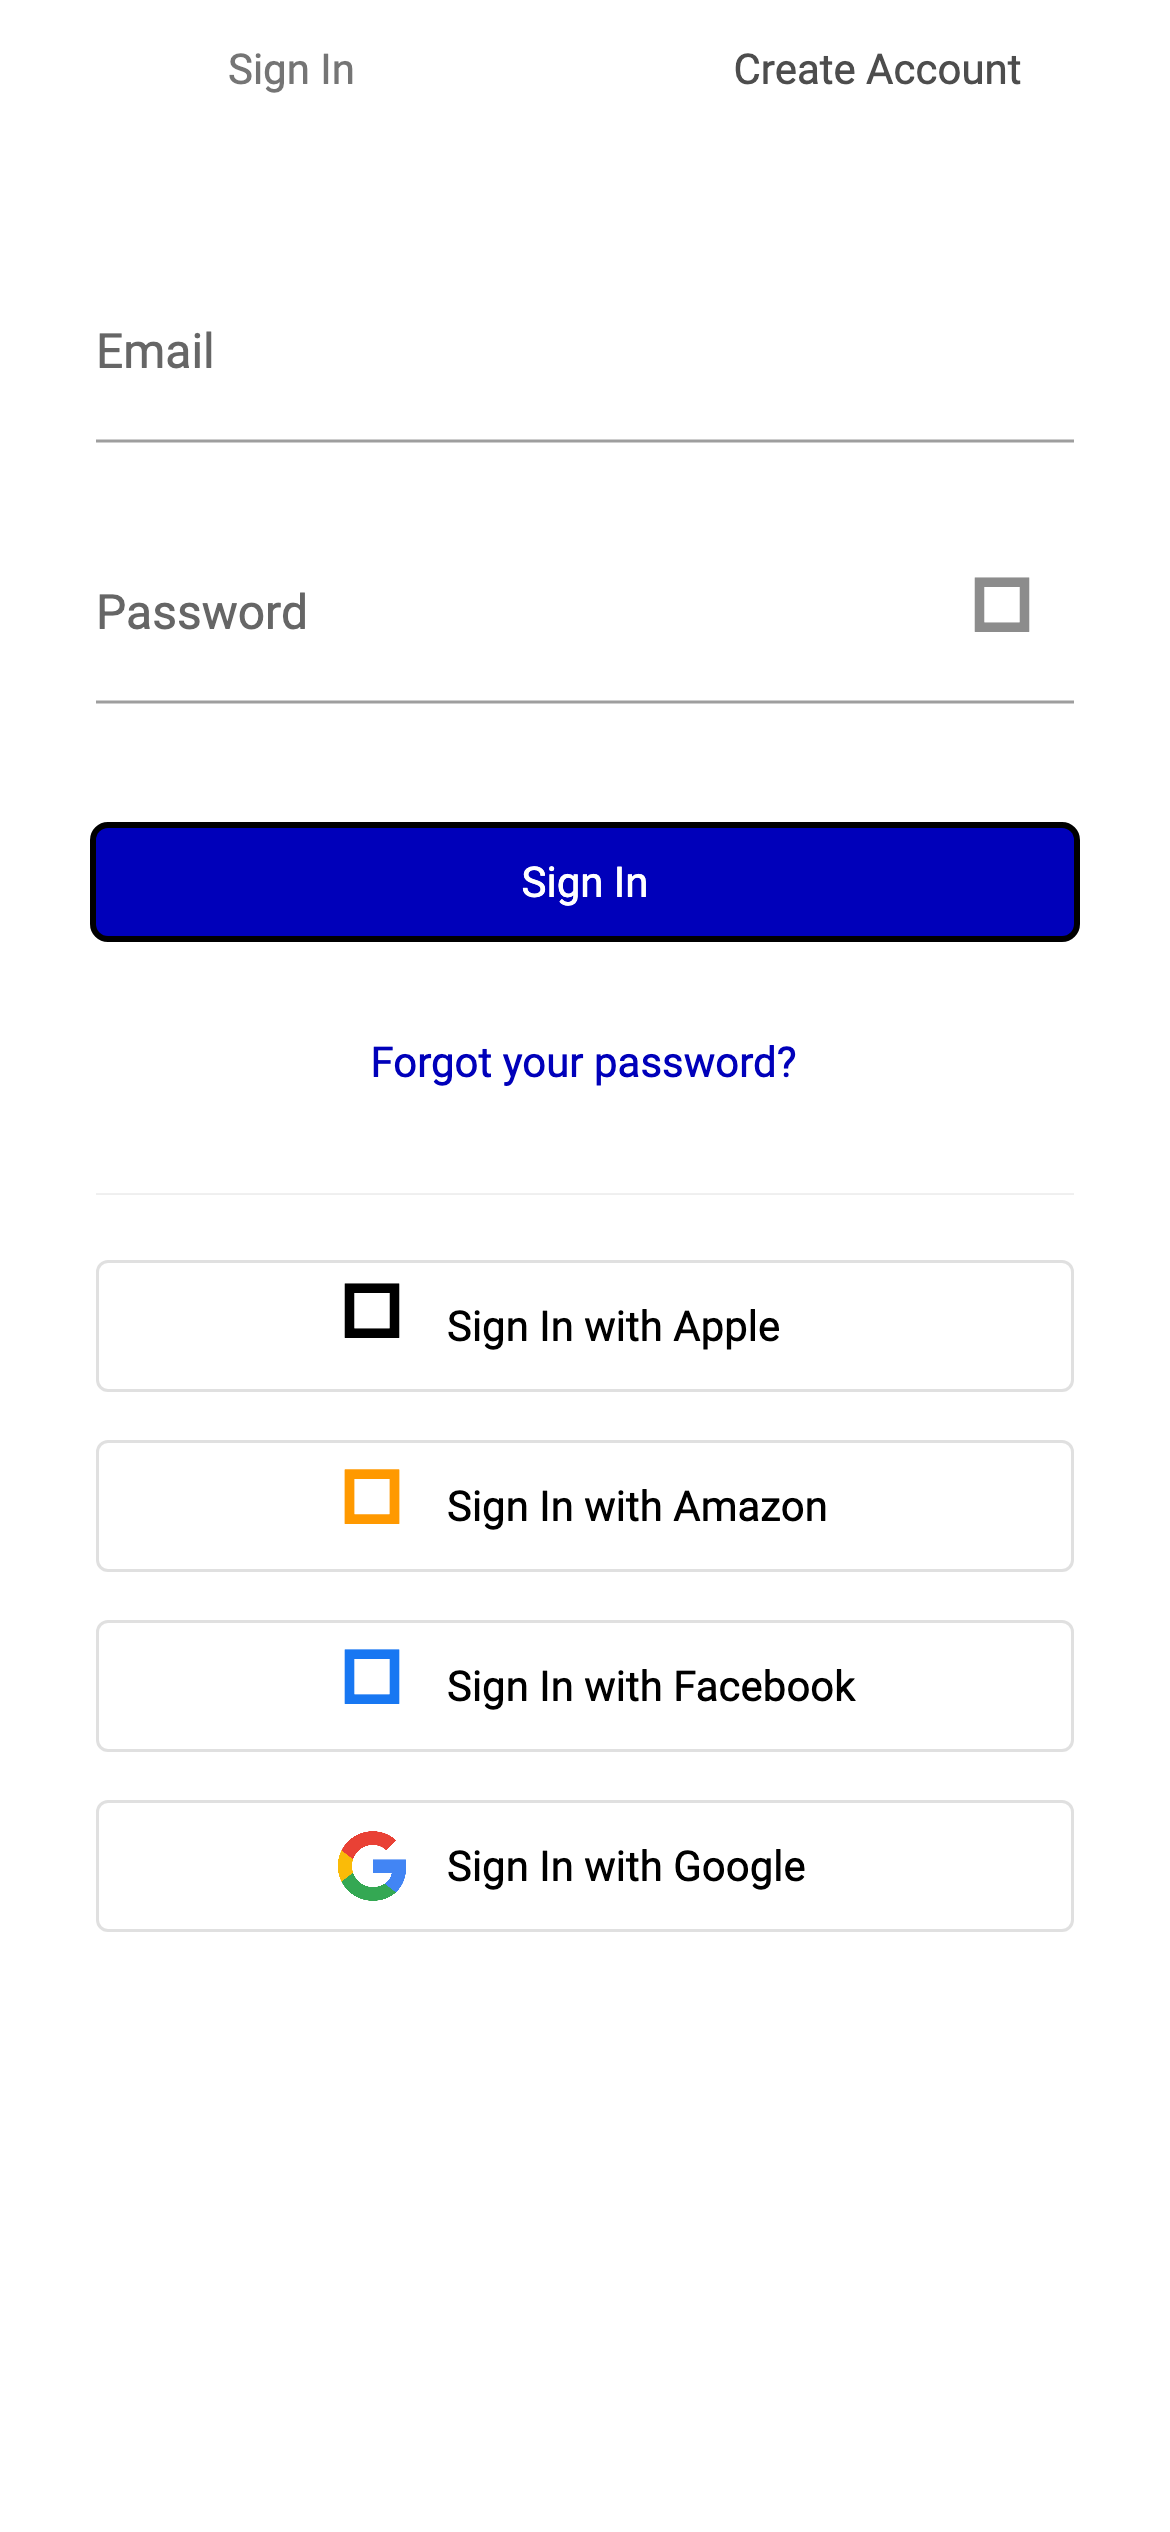 Sign In
Create Account
Email
Password
Sign In
Forgot your password?
Sign In with Apple
Sign In with Amazon
Sign In with Facebook
Sign In with Google